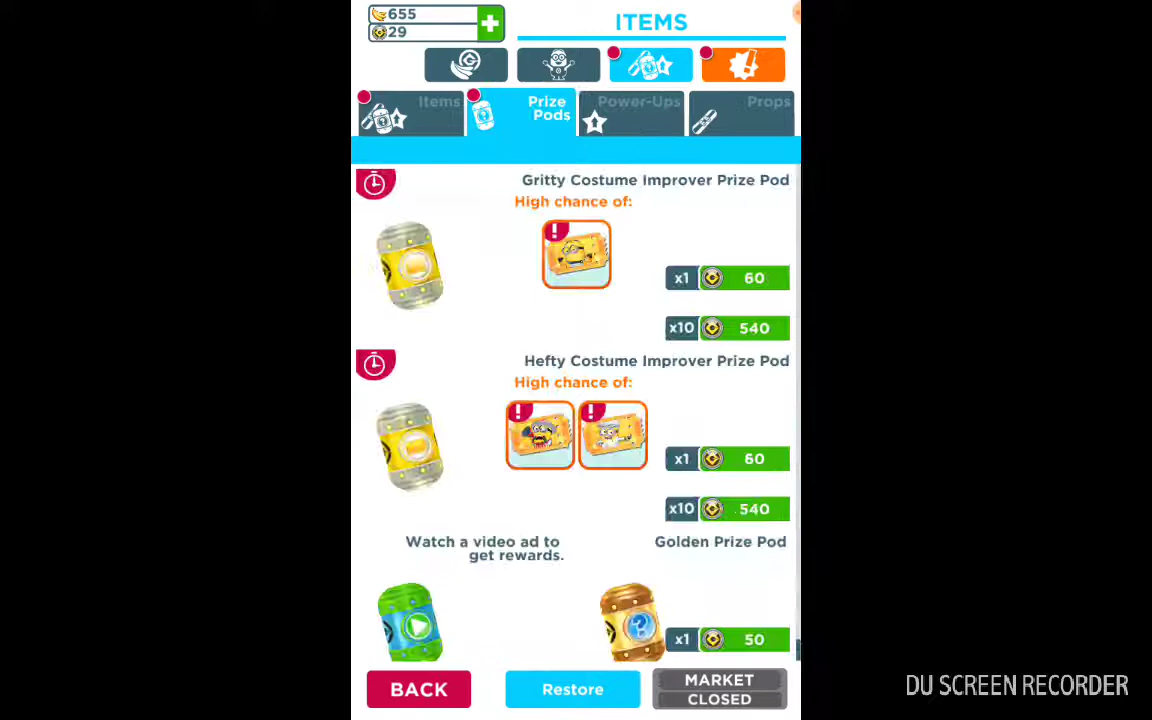 655
29
ITEMS
Items
Prize
Pods
Power-Ups
Props
Gritty Costume Improver Prize Pod
High chance of:
x1 60
x10 540
Hefty Costume Improver Prize Pod
High chance of:
x1 60
x10 540
Watch a video ad to
get rewards.
Golden Prize Pod
x1 50
BACK
Restore
MARKET
CLOSED
DU SCREEN RECORDER